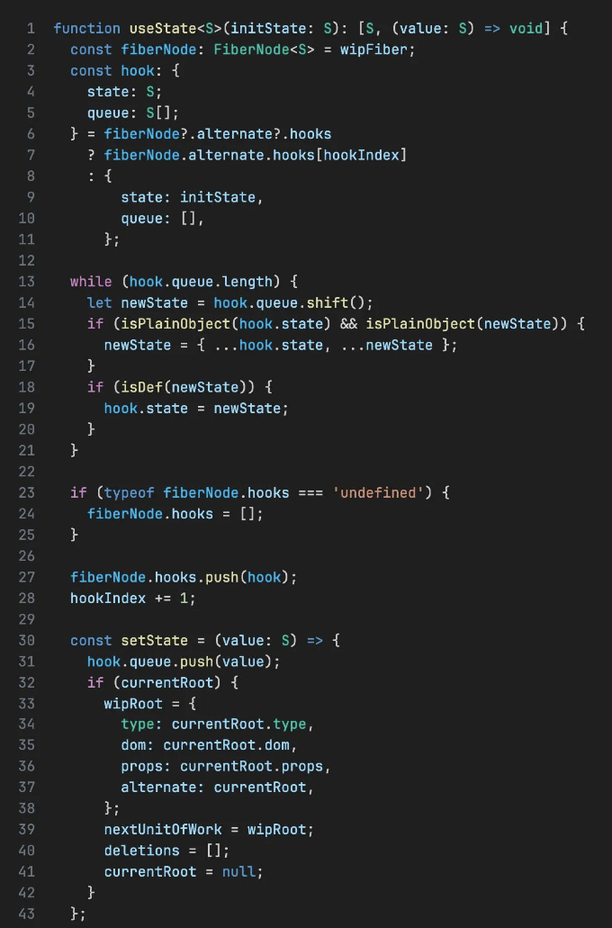 1 function useState<S>(initState: S): [S, (value: S) => void] {
2   const fiberNode: FiberNode<S> = wipFiber;
3   const hook: {
4     state: S;
5     queue: S[];
6   } = fiberNode?.alternate?.hooks
7     ? fiberNode.alternate.hooks[hookIndex]
8     : {
9         state: initState,
10         queue: [],
11       };
12
13   while (hook.queue.length) {
14     let newState = hook.queue.shift();
15     if (isPlainObject(hook.state) && isPlainObject(newState)) {
16       newState = { ...hook.state, ...newState };
17     }
18     if (isDef(newState)) {
19       hook.state = newState;
20     }
21   }
22
23   if (typeof fiberNode.hooks === 'undefined') {
24     fiberNode.hooks = [];
25   }
26
27   fiberNode.hooks.push(hook);
28   hookIndex += 1;
29
30   const setState = (value: S) => {
31     hook.queue.push(value);
32     if (currentRoot) {
33       wipRoot = {
34         type: currentRoot.type,
35         dom: currentRoot.dom,
36         props: currentRoot.props,
37         alternate: currentRoot,
38       };
39       nextUnitOfWork = wipRoot;
40       deletions = [];
41       currentRoot = null;
42     }
43   };